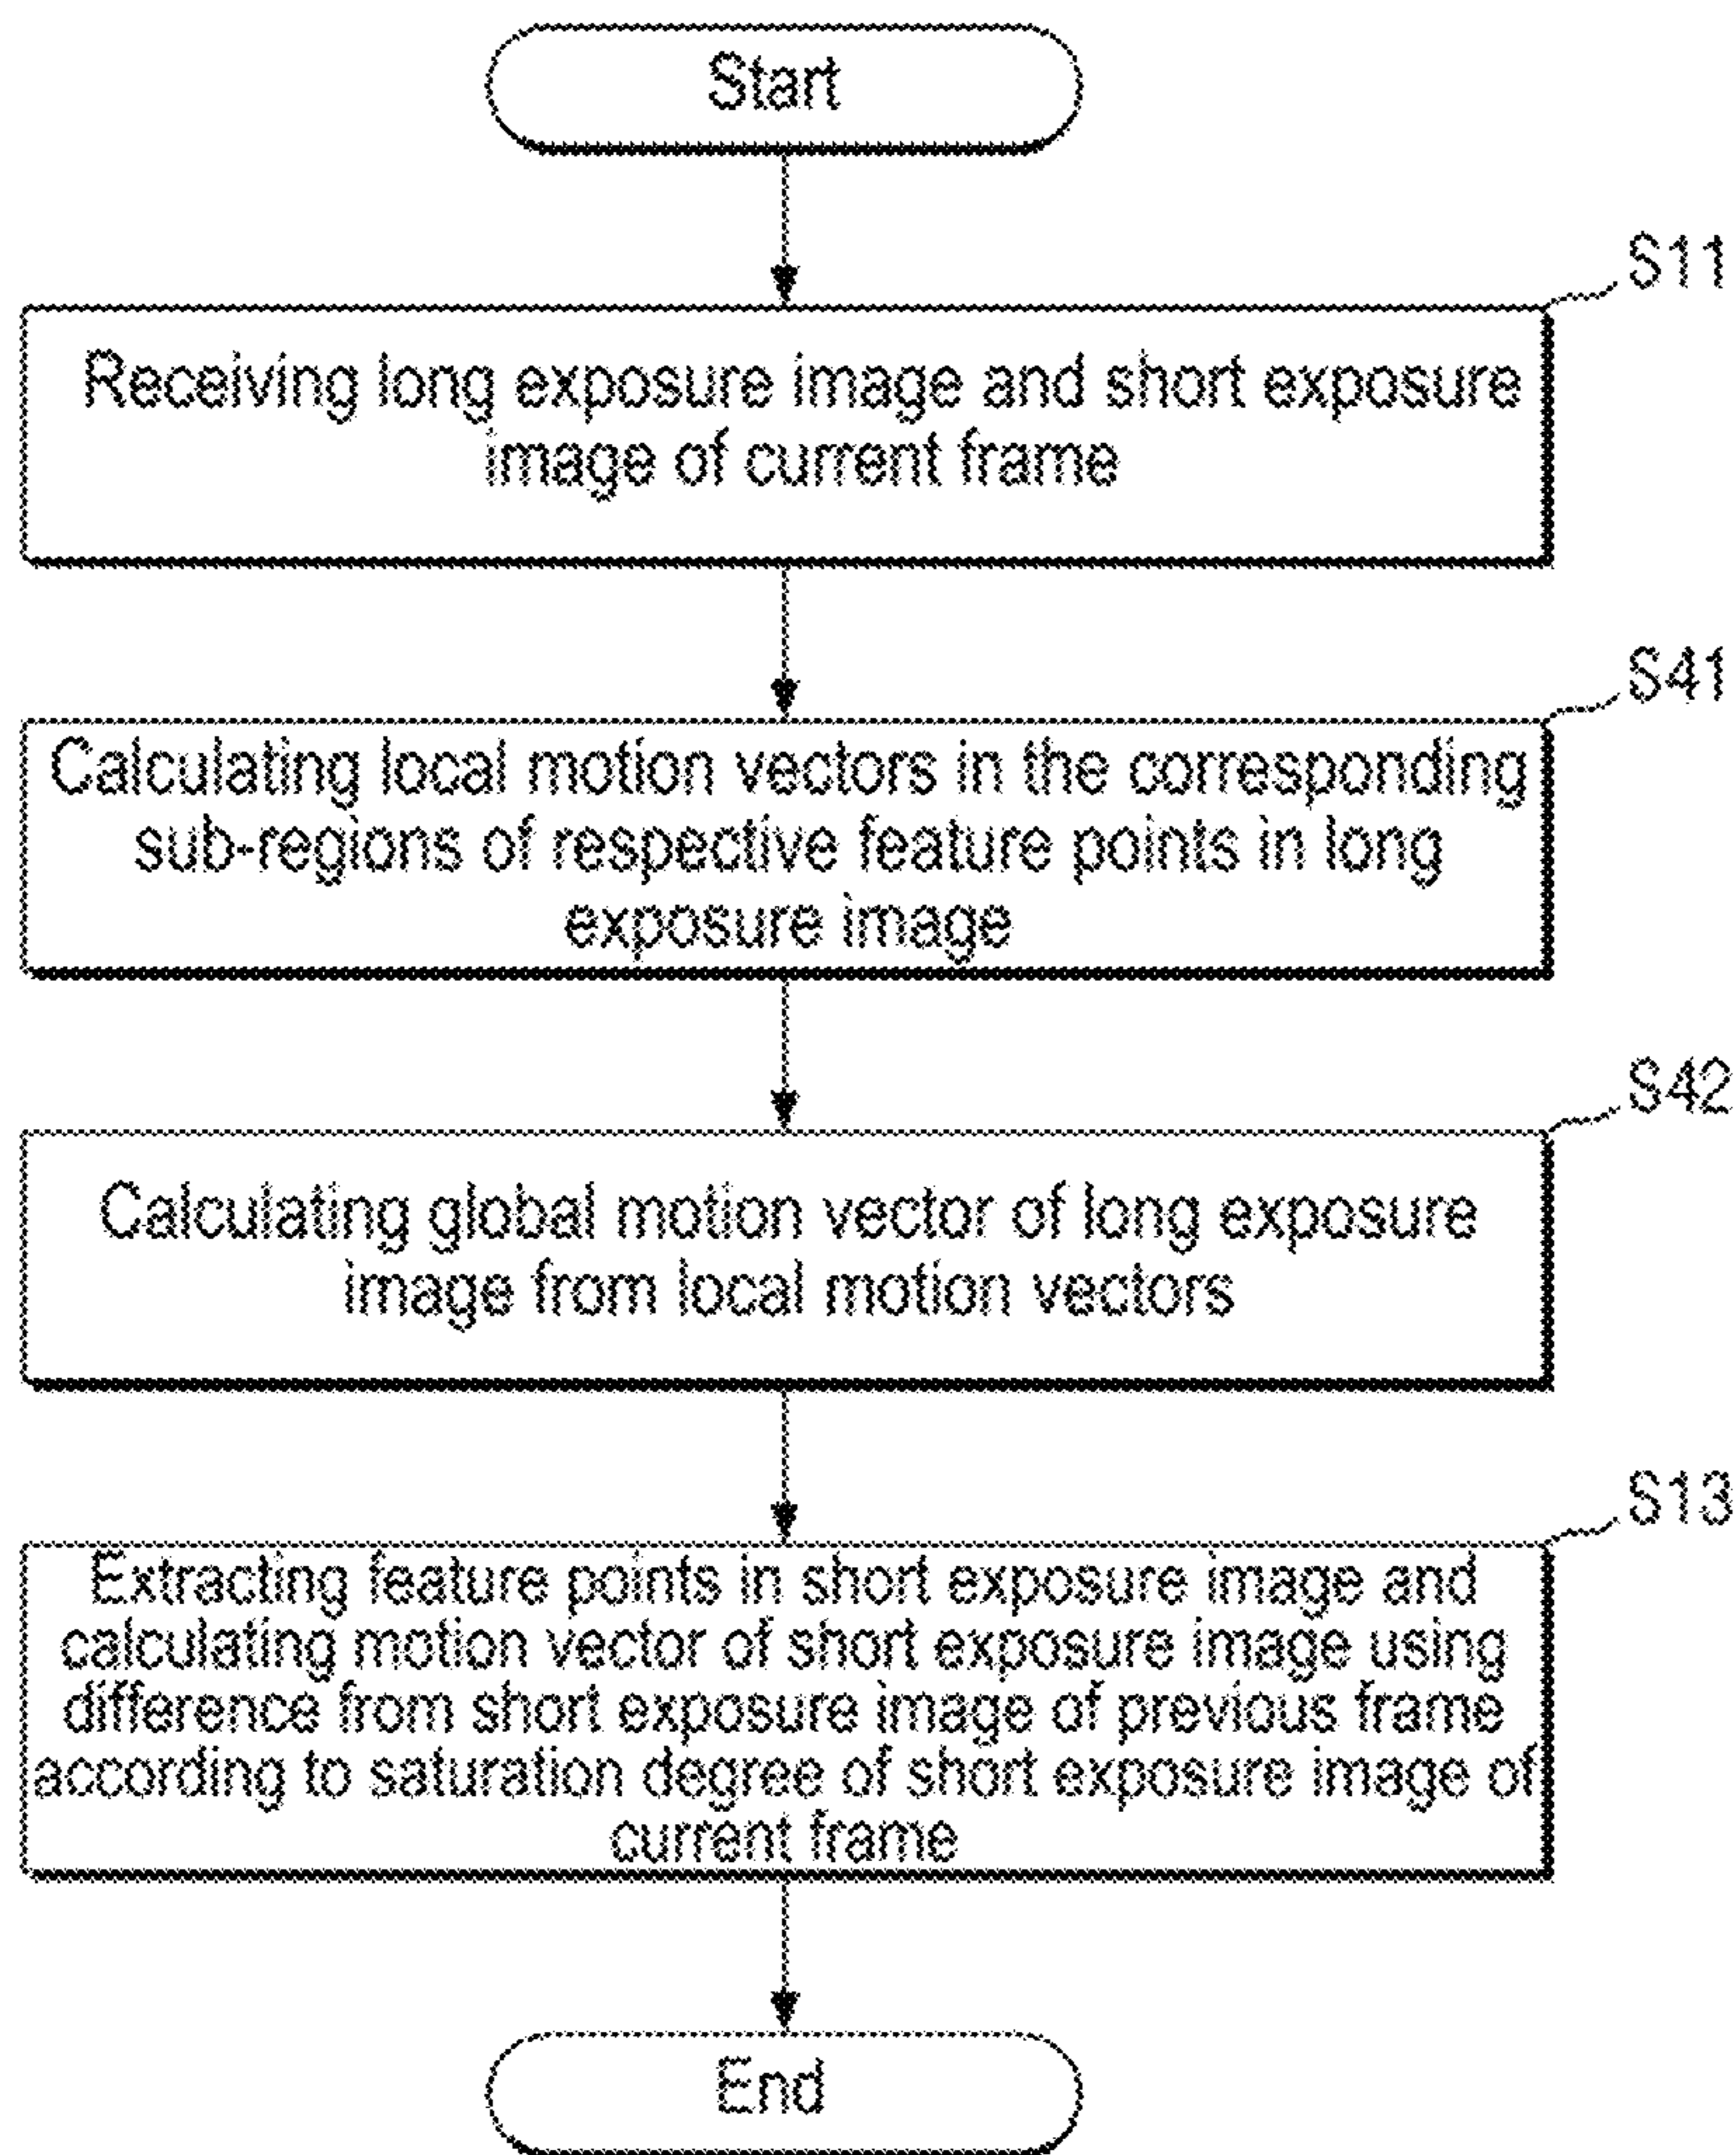 Start
S11
Receiving long exposure image and short exposure
image of current frame
S41
Calculating local motion vectors in the corresponding
sub-regions of respective feature points in long
exposure image
S42
Calculating global motion vector of long exposure
image from local motion vectors
S13
Extracting feature points in short exposure image and
calculating motion vector of short exposure image using
difference from short exposure image of previous frame
according to saturation degree of short exposure image of
current frame
End